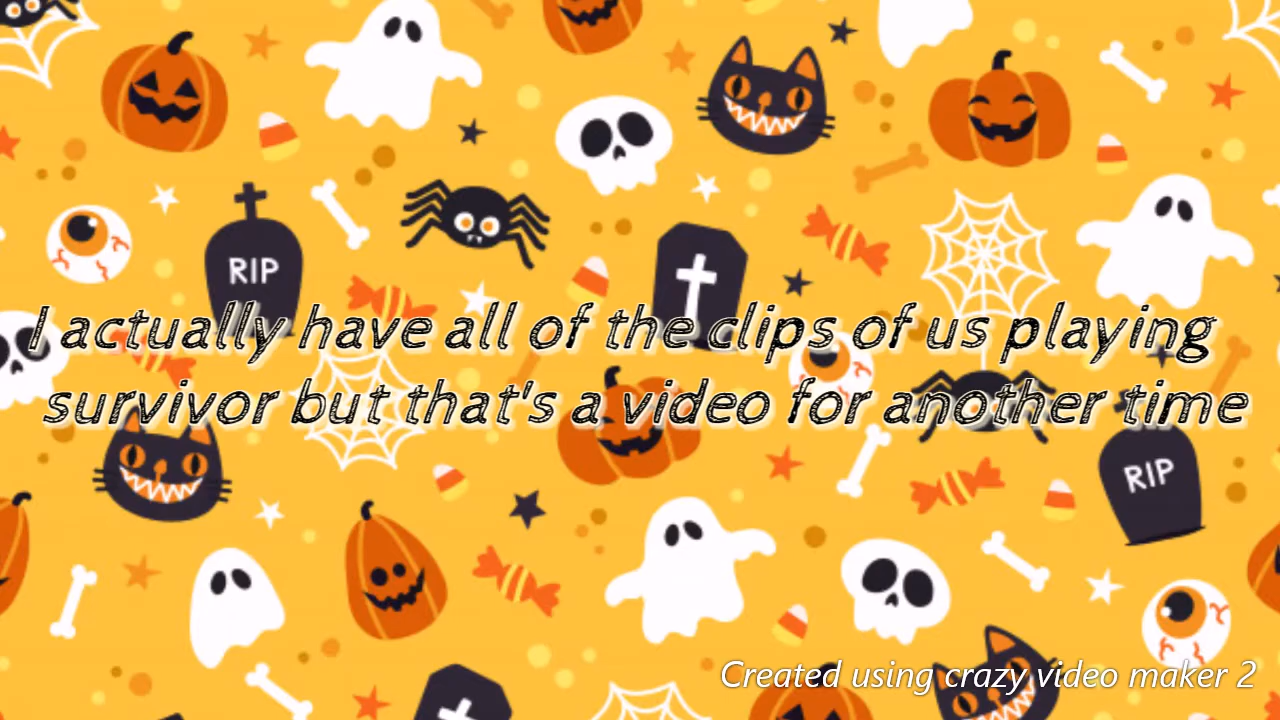 RIP
I actually have all of the clips of us playing
survivor but that's a video for another time
RIP
Created using crazy video maker 2